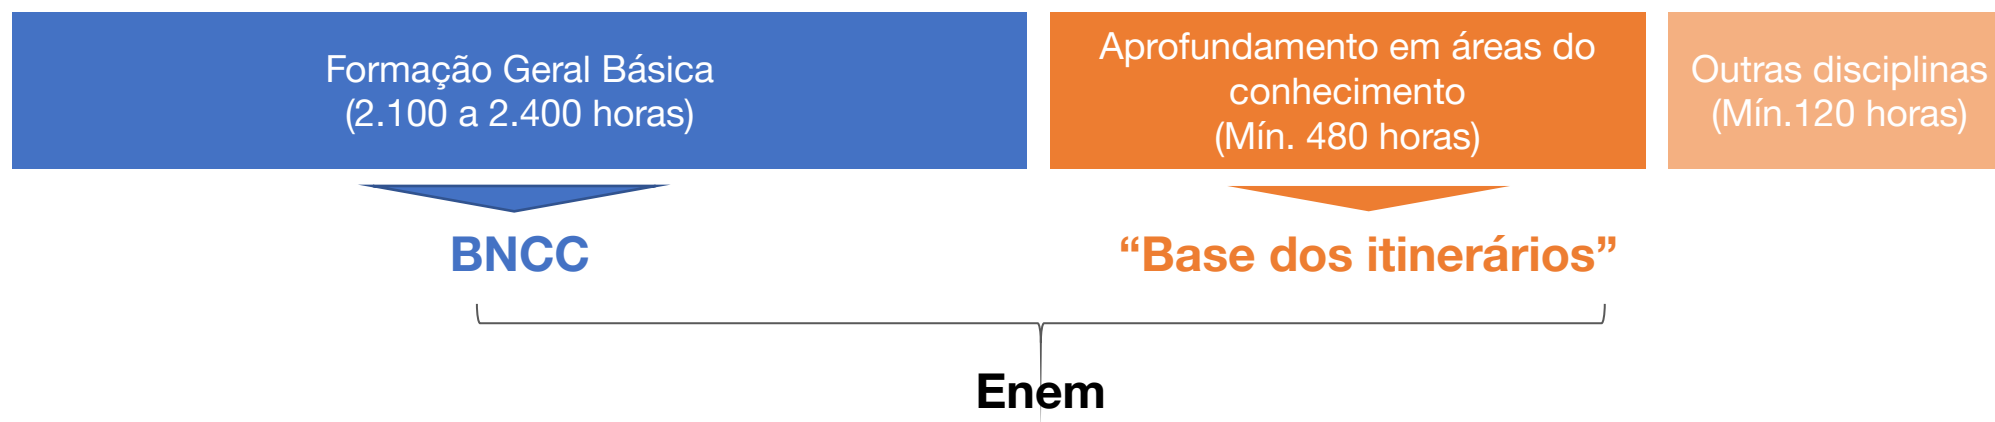 Formação Geral Básica
(2.100 a 2.400 horas)
Aprofundamento em áreas do
conhecimento
(Mín. 480 horas)
Outras disciplinas
(Mín.120 horas)
BNCC
“Base dos itinerários”
Enem